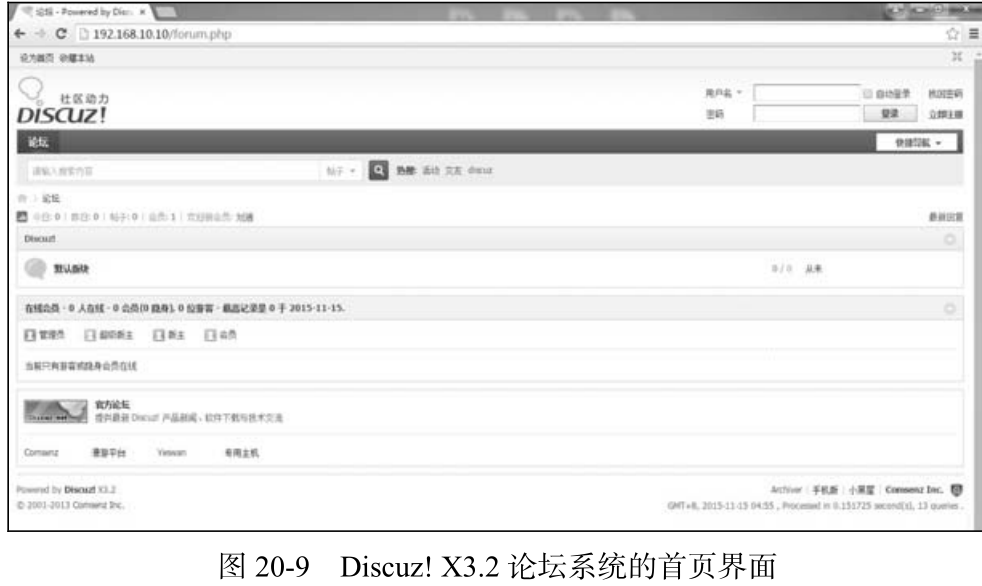 论坛 - Powered by Disc
192.168.10.10/forum.php
设为首页 收藏本站
社区动力
DISCUZ!
用户名
自动登录 找回密码
密码
登录 立即注册
论坛
快捷导航
请输入搜索内容
帖子
热搜: 活动 交友 discuz
论坛
今日: 0 | 昨日: 0 | 帖子: 0 | 会员: 1 | 欢迎新会员:
最新回复
Discuz!
默认版块
0 / 0 从未
在线会员 - 0 人在线 - 0 会员(0 隐身), 0 位游客 - 最高记录是 0 于 2015-11-15.
管理员 超级版主 版主 会员
当前只有游客或隐身会员在线
官方论坛
提供最新 Discuz! 产品新闻、软件下载与技术交流
Comsenz 漫游平台 Yeswan 专用主机
Powered by Discuz! X3.2
© 2001-2013 Comsenz Inc.
Archiver | 手机版 | 小黑屋 | Comsenz Inc.
GMT+8, 2015-11-15 04:55 , Processed in 0.151725 second(s), 13 queries .
图 20-9 Discuz! X3.2 论坛系统的首页界面